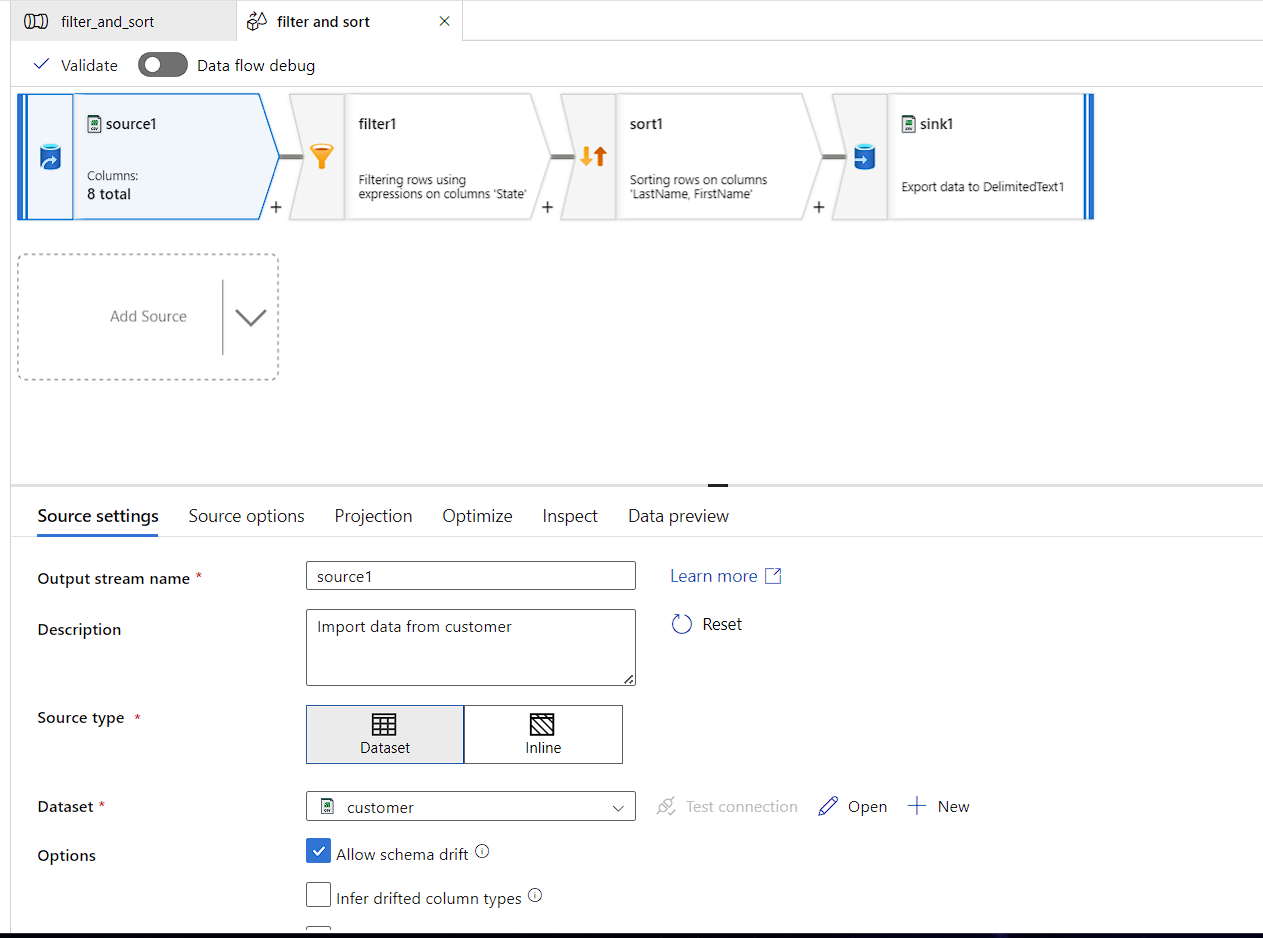 filter_and_sort
filter and sort
Validate
Data flow debug
source1
Columns:
8 total
+
filter1
Filtering rows using
expressions on columns 'State'
+
sort1
Sorting rows on columns
'LastName, FirstName'
+
sink1
Export data to DelimitedText1
Add Source
Source settings
Source options
Projection
Optimize
Inspect
Data preview
Output stream name *
source1
Learn more
Description
Import data from customer
Reset
Source type *
Dataset
Inline
Dataset *
customer
Test connection
Open
New
Options
Allow schema drift
Infer drifted column types